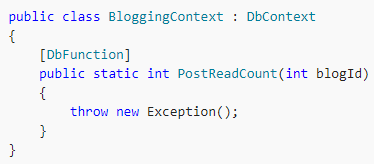 public class BloggingContext : DbContext
{
    [DbFunction]
    public static int PostReadCount(int blogId)
    {
        throw new Exception();
    }
}